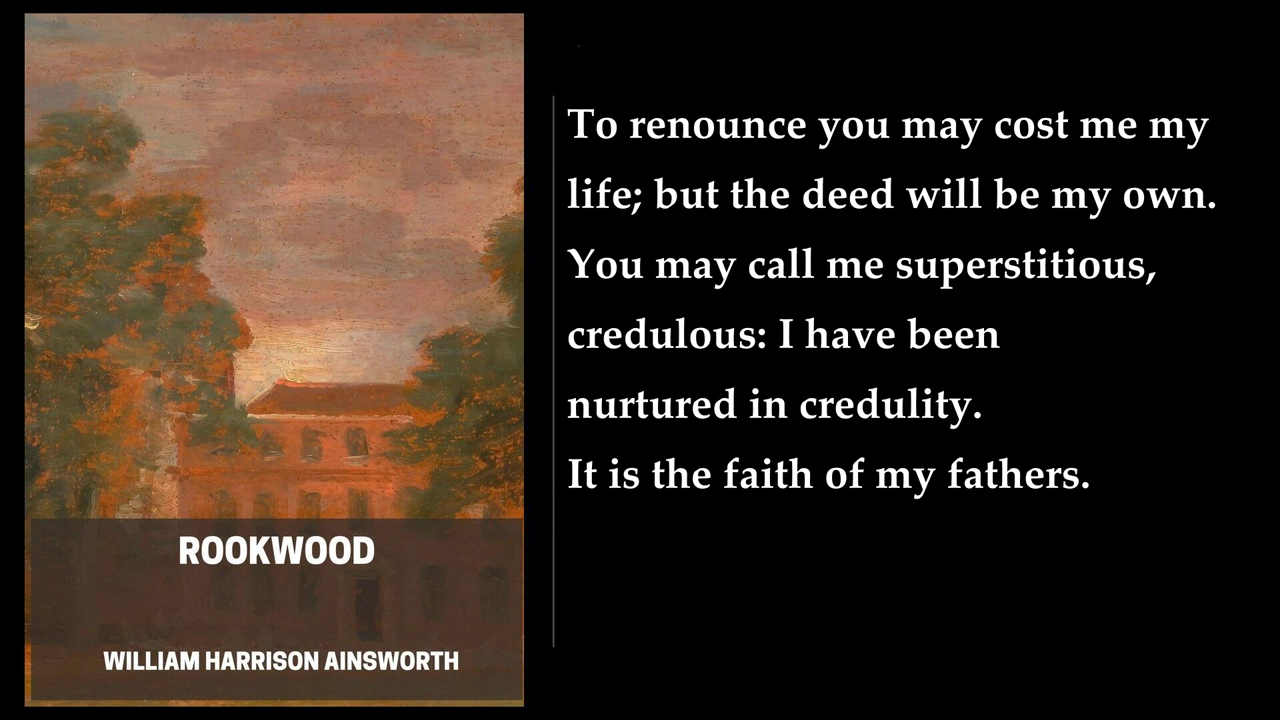 ROOKWOOD
WILLIAM HARRISON AINSWORTH
To renounce you may cost me my
life; but the deed will be my own.
You may call me superstitious,
credulous: I have been
nurtured in credulity.
It is the faith of my fathers.